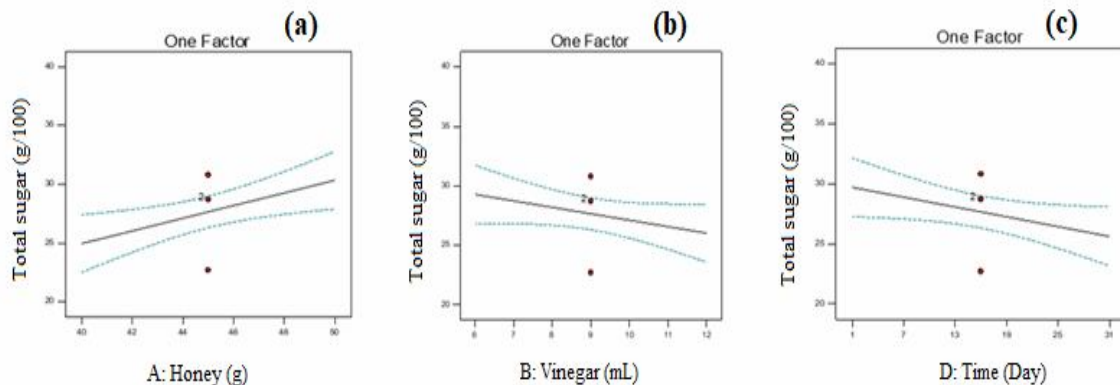 (a)
One Factor
Total sugar (g/100)
40
35
30
25
20
2
40 42 44 46 48 50
A: Honey (g)
(b)
One Factor
Total sugar (g/100)
40
35
30
25
20
2
6 7 8 9 10 11 12
B: Vinegar (mL)
(c)
One Factor
Total sugar (g/100)
40
35
30
25
20
2
1 7 13 19 25 31
D: Time (Day)